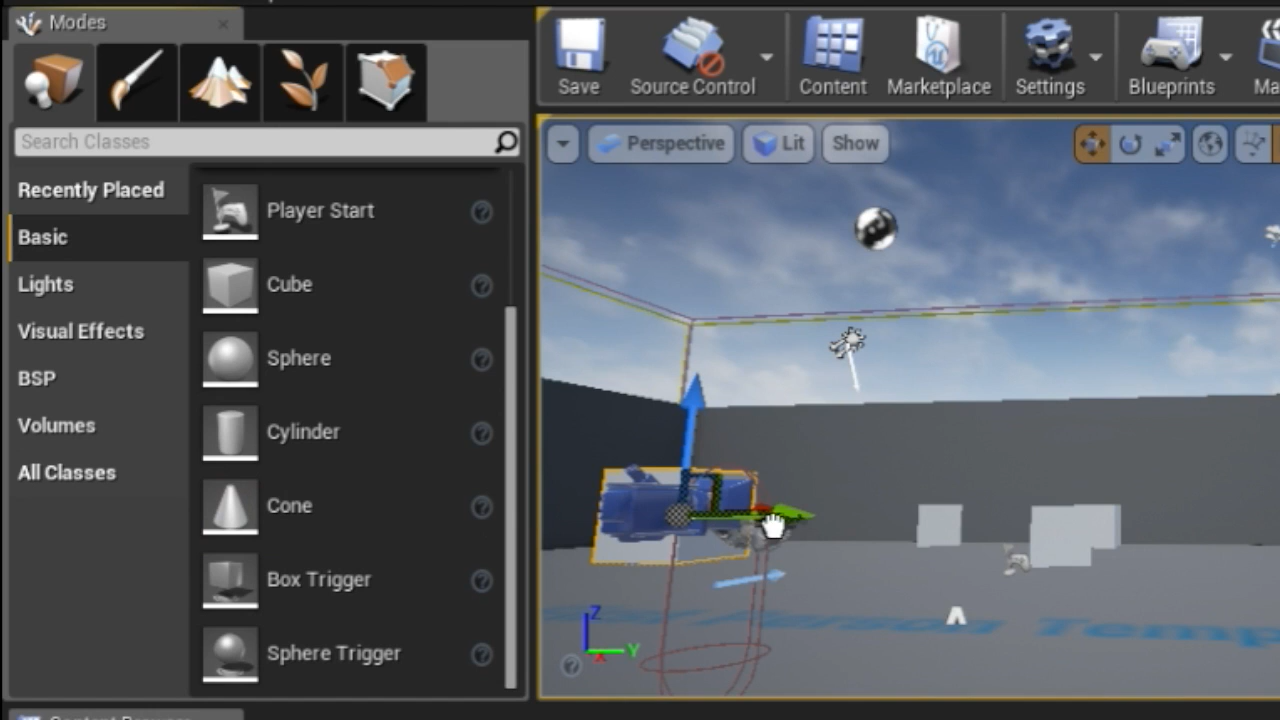 Modes
Save
Source Control
Content
Marketplace
Settings
Blueprints
Search Classes
Perspective
Lit
Show
Recently Placed
Basic
Lights
Visual Effects
BSP
Volumes
All Classes
Player Start
Cube
Sphere
Cylinder
Cone
Box Trigger
Sphere Trigger
Z
Y
X